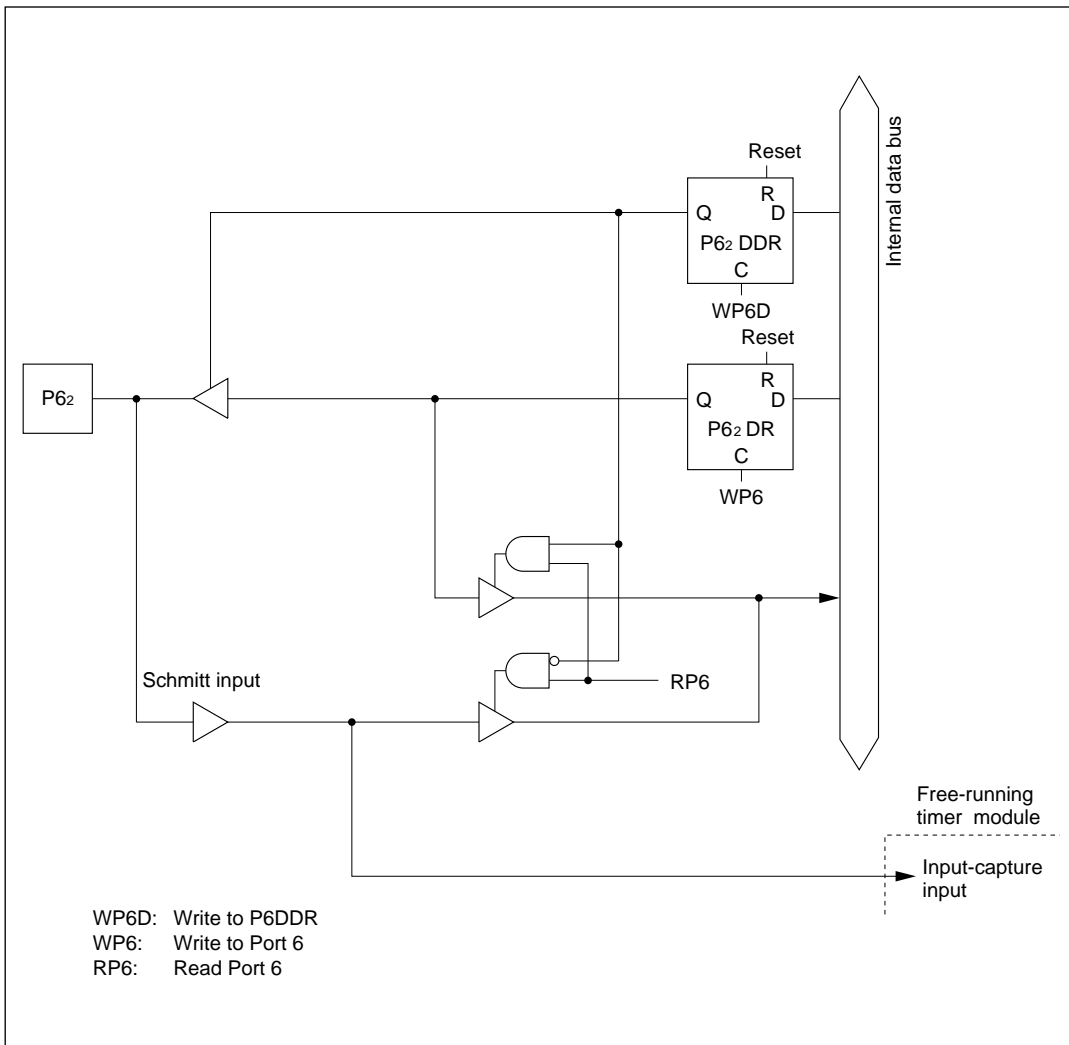 Reset
R
Q D
P6₂ DDR
C
WP6D
Internal data bus
Reset
R
Q D
P6₂ DR
C
WP6
P6₂
RP6
Schmitt input
Free-running
timer module
Input-capture
input
WP6D: Write to P6DDR
WP6: Write to Port 6
RP6: Read Port 6